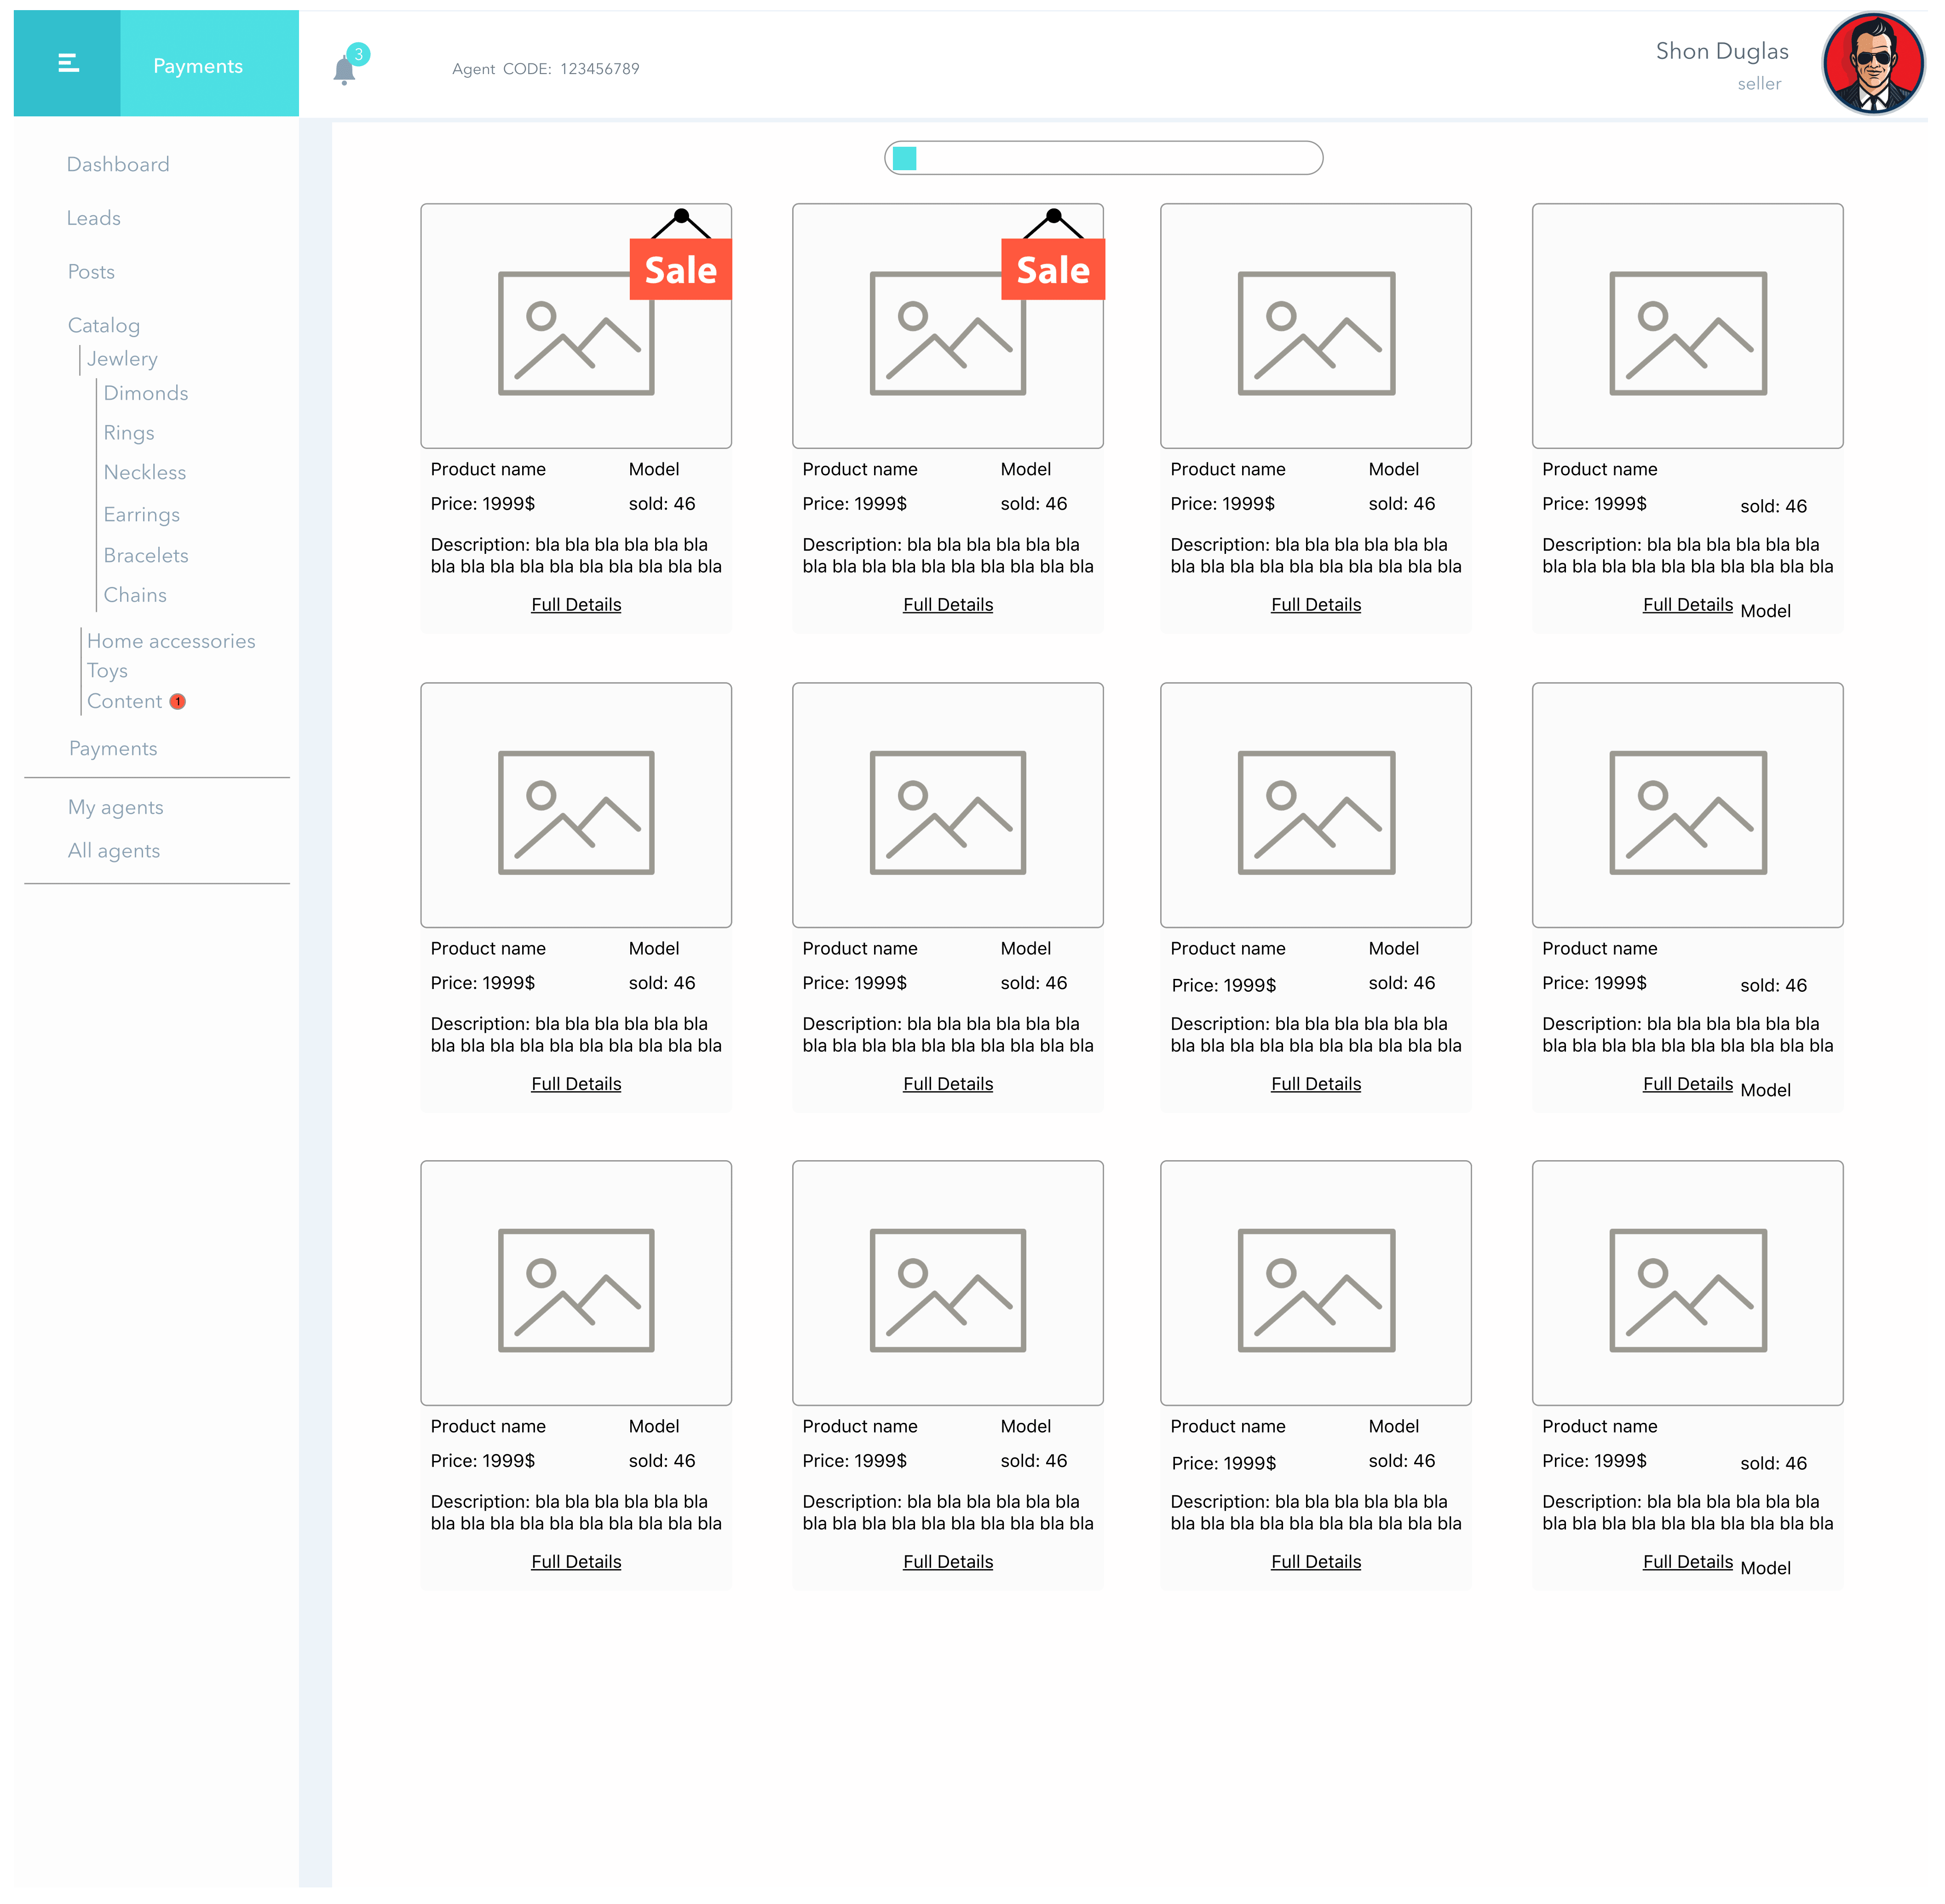 Payments
3
Agent CODE: 123456789
Shon Duglas
seller
Dashboard
Leads
Posts
Catalog
Jewlery
Dimonds
Rings
Neckless
Earrings
Bracelets
Chains
Home accessories
Toys
Content 1
Payments
My agents
All agents
Sale
Sale
Product name Model
Price: 1999$ sold: 46
Description: bla bla bla bla bla bla
bla bla bla bla bla bla bla bla bla bla
Full Details
Product name Model
Price: 1999$ sold: 46
Description: bla bla bla bla bla bla
bla bla bla bla bla bla bla bla bla bla
Full Details
Product name Model
Price: 1999$ sold: 46
Description: bla bla bla bla bla bla
bla bla bla bla bla bla bla bla bla bla
Full Details
Product name
Price: 1999$ sold: 46
Description: bla bla bla bla bla bla
bla bla bla bla bla bla bla bla bla bla
Full Details Model
Product name Model
Price: 1999$ sold: 46
Description: bla bla bla bla bla bla
bla bla bla bla bla bla bla bla bla bla
Full Details
Product name Model
Price: 1999$ sold: 46
Description: bla bla bla bla bla bla
bla bla bla bla bla bla bla bla bla bla
Full Details
Product name Model
Price: 1999$ sold: 46
Description: bla bla bla bla bla bla
bla bla bla bla bla bla bla bla bla bla
Full Details
Product name
Price: 1999$ sold: 46
Description: bla bla bla bla bla bla
bla bla bla bla bla bla bla bla bla bla
Full Details Model
Product name Model
Price: 1999$ sold: 46
Description: bla bla bla bla bla bla
bla bla bla bla bla bla bla bla bla bla
Full Details
Product name Model
Price: 1999$ sold: 46
Description: bla bla bla bla bla bla
bla bla bla bla bla bla bla bla bla bla
Full Details
Product name Model
Price: 1999$ sold: 46
Description: bla bla bla bla bla bla
bla bla bla bla bla bla bla bla bla bla
Full Details
Product name
Price: 1999$ sold: 46
Description: bla bla bla bla bla bla
bla bla bla bla bla bla bla bla bla bla
Full Details Model